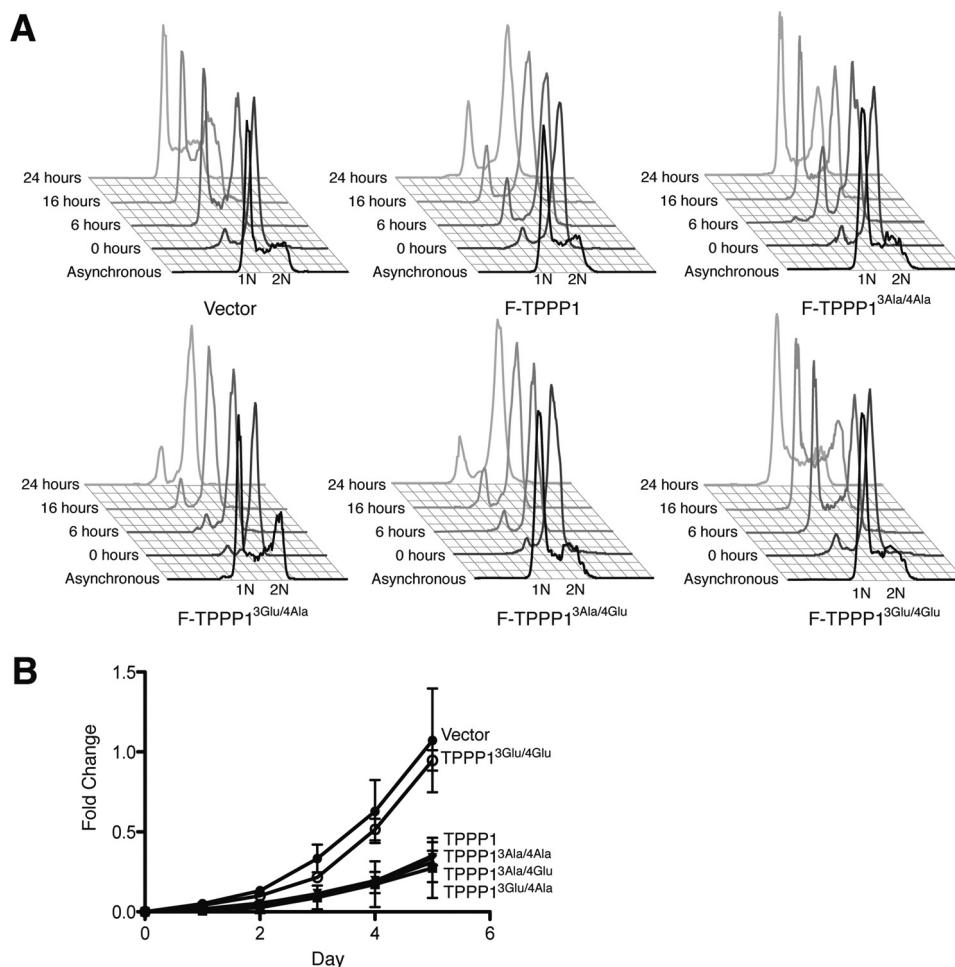 A
24 hours
16 hours
6 hours
0 hours
Asynchronous
1N 2N
Vector
24 hours
16 hours
6 hours
0 hours
Asynchronous
1N 2N
F-TPPP1
24 hours
16 hours
6 hours
0 hours
Asynchronous
1N 2N
F-TPPP1 3Ala/4Ala
24 hours
16 hours
6 hours
0 hours
Asynchronous
1N 2N
F-TPPP1 3Glu/4Ala
24 hours
16 hours
6 hours
0 hours
Asynchronous
1N 2N
F-TPPP1 3Ala/4Glu
24 hours
16 hours
6 hours
0 hours
Asynchronous
1N 2N
F-TPPP1 3Glu/4Glu
B
Fold Change
1.5
1.0
0.5
0.0
0 2 4 6
Day
Vector
TPPP1 3Glu/4Glu
TPPP1
TPPP1 3Ala/4Ala
TPPP1 3Ala/4Glu
TPPP1 3Glu/4Ala